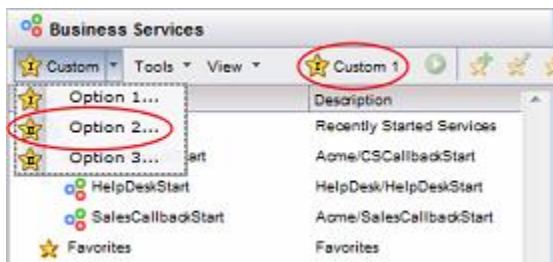 Business Services
Custom Tools View Custom 1
Option 1... Description
Option 2... Recently Started Services
Option 3... art Acme/CSCallbackStart
HelpDeskStart HelpDesk/HelpDeskStart
SalesCallbackStart Acme/SalesCallbackStart
Favorites Favorites